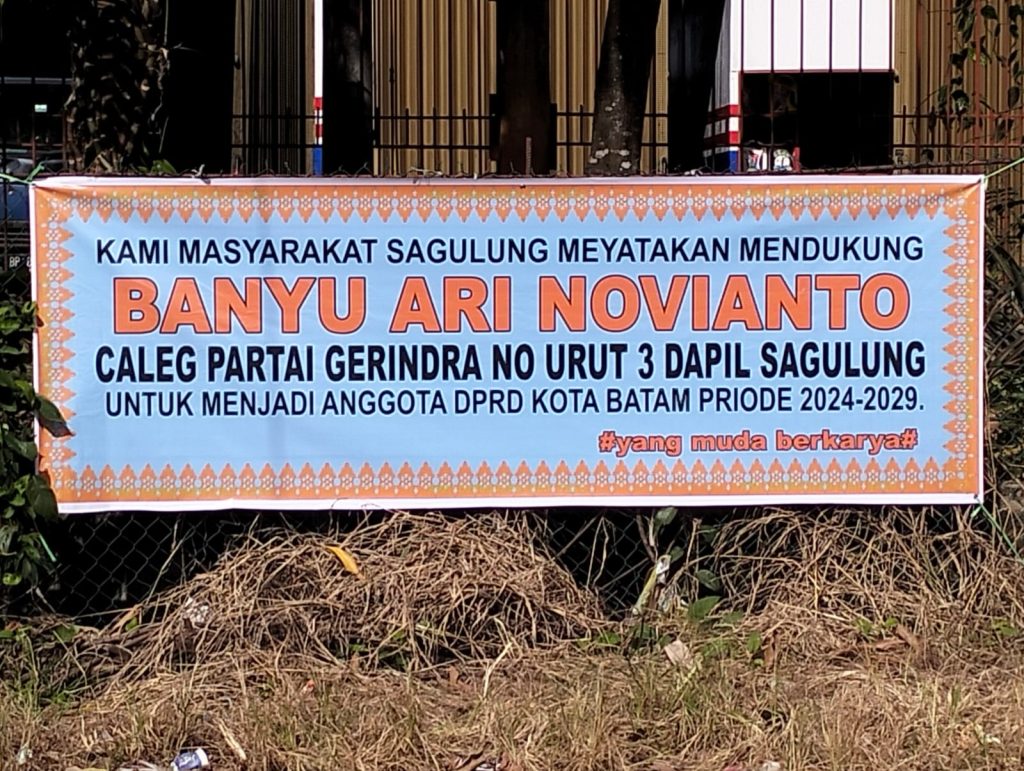 KAMI MASYARAKAT SAGULUNG MEYATAKAN MENDUKUNG
BANYU ARI NOVIANTO
CALEG PARTAI GERINDRA NO URUT 3 DAPIL SAGULUNG
UNTUK MENJADI ANGGOTA DPRD KOTA BATAM PRIODE 2024-2029.
#yang muda berkarya#